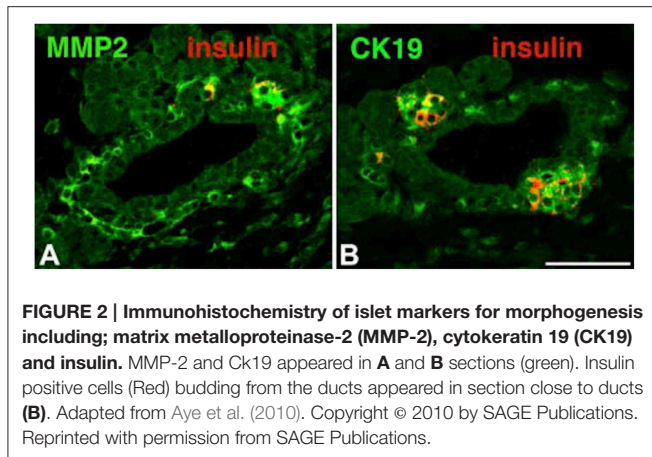 MMP2 insulin CK19 insulin
A B
FIGURE 2 | Immunohistochemistry of islet markers for morphogenesis
including; matrix metalloproteinase-2 (MMP-2), cytokeratin 19 (CK19)
and insulin. MMP-2 and Ck19 appeared in A and B sections (green). Insulin
positive cells (Red) budding from the ducts appeared in section close to ducts
(B). Adapted from Aye et al. (2010). Copyright © 2010 by SAGE Publications.
Reprinted with permission from SAGE Publications.